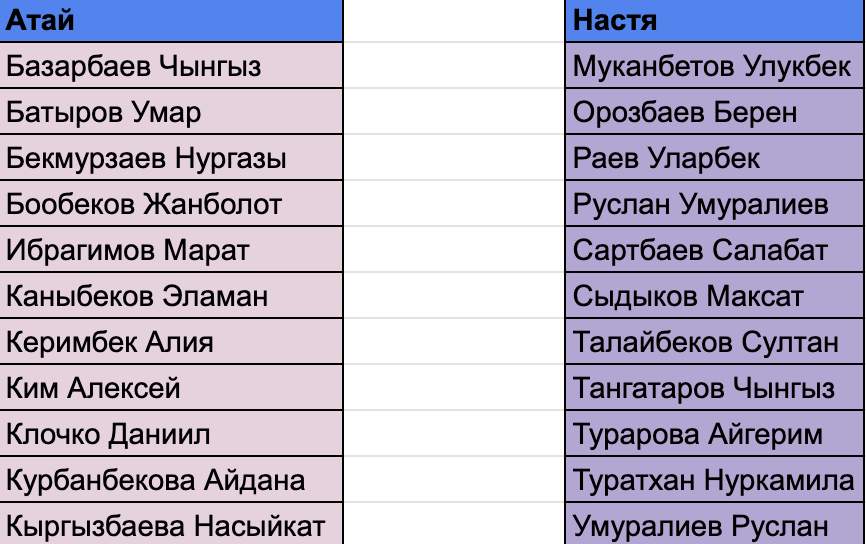 Атай
Настя
Базарбаев Чынгыз
Муканбетов Улукбек
Батыров Умар
Орозбаев Берен
Бекмурзаев Нургазы
Раев Уларбек
Бообеков Жанболот
Руслан Умуралиев
Ибрагимов Марат
Сартбаев Салабат
Каныбеков Эламан
Сыдыков Максат
Керимбек Алия
Талайбеков Султан
Ким Алексей
Тангатаров Чынгыз
Клочко Даниил
Турарова Айгерим
Курбанбекова Айдана
Туратхан Нуркамила
Кыргызбаева Насыйкат
Умуралиев Руслан